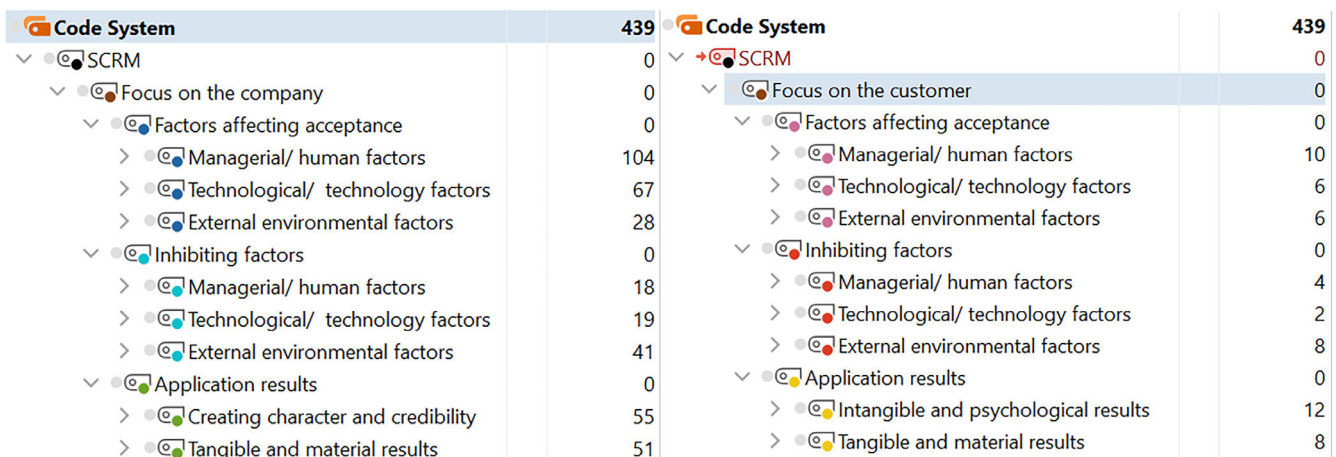 Code System 439
SCRM 0
Focus on the company 0
Factors affecting acceptance 0
Managerial/ human factors 104
Technological/ technology factors 67
External environmental factors 28
Inhibiting factors 0
Managerial/ human factors 18
Technological/ technology factors 19
External environmental factors 41
Application results 0
Creating character and credibility 55
Tangible and material results 51
Code System 439
SCRM 0
Focus on the customer 0
Factors affecting acceptance 0
Managerial/ human factors 10
Technological/ technology factors 6
External environmental factors 6
Inhibiting factors 0
Managerial/ human factors 4
Technological/ technology factors 2
External environmental factors 8
Application results 0
Intangible and psychological results 12
Tangible and material results 8